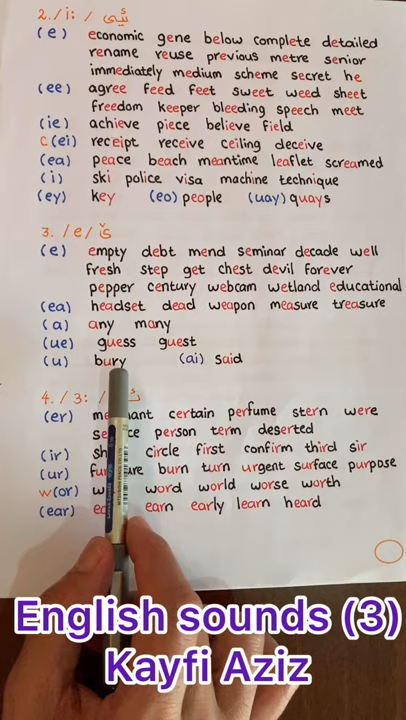 2. / i: / ئیی
(e) economic gene below complete detailed
rename reuse previous metre senior
immediately medium scheme secret he
(ee) agree feed feet sweet weed sheet
freedom keeper bleeding speech meet
(ie) achieve piece believe field
c(ei) receipt receive ceiling deceive
(ea) peace beach meantime leaflet screamed
(i) ski police visa machine technique
(ey) key (eo) people (uay) quays
3. / e / ێ
(e) empty debt mend seminar decade well
fresh step get chest devil forever
pepper century webcam wetland educational
(ea) headset dead weapon measure treasure
(a) any many
(ue) guess guest
(u) bury (ai) said
4. / 3: /
(er) certain perfume stern were
person term deserted
(ir) circle first confirm third sir
(ur) burn turn urgent surface purpose
w(or) word world worse worth
(ear) earn early learn heard
English sounds (3)
Kayfi Aziz